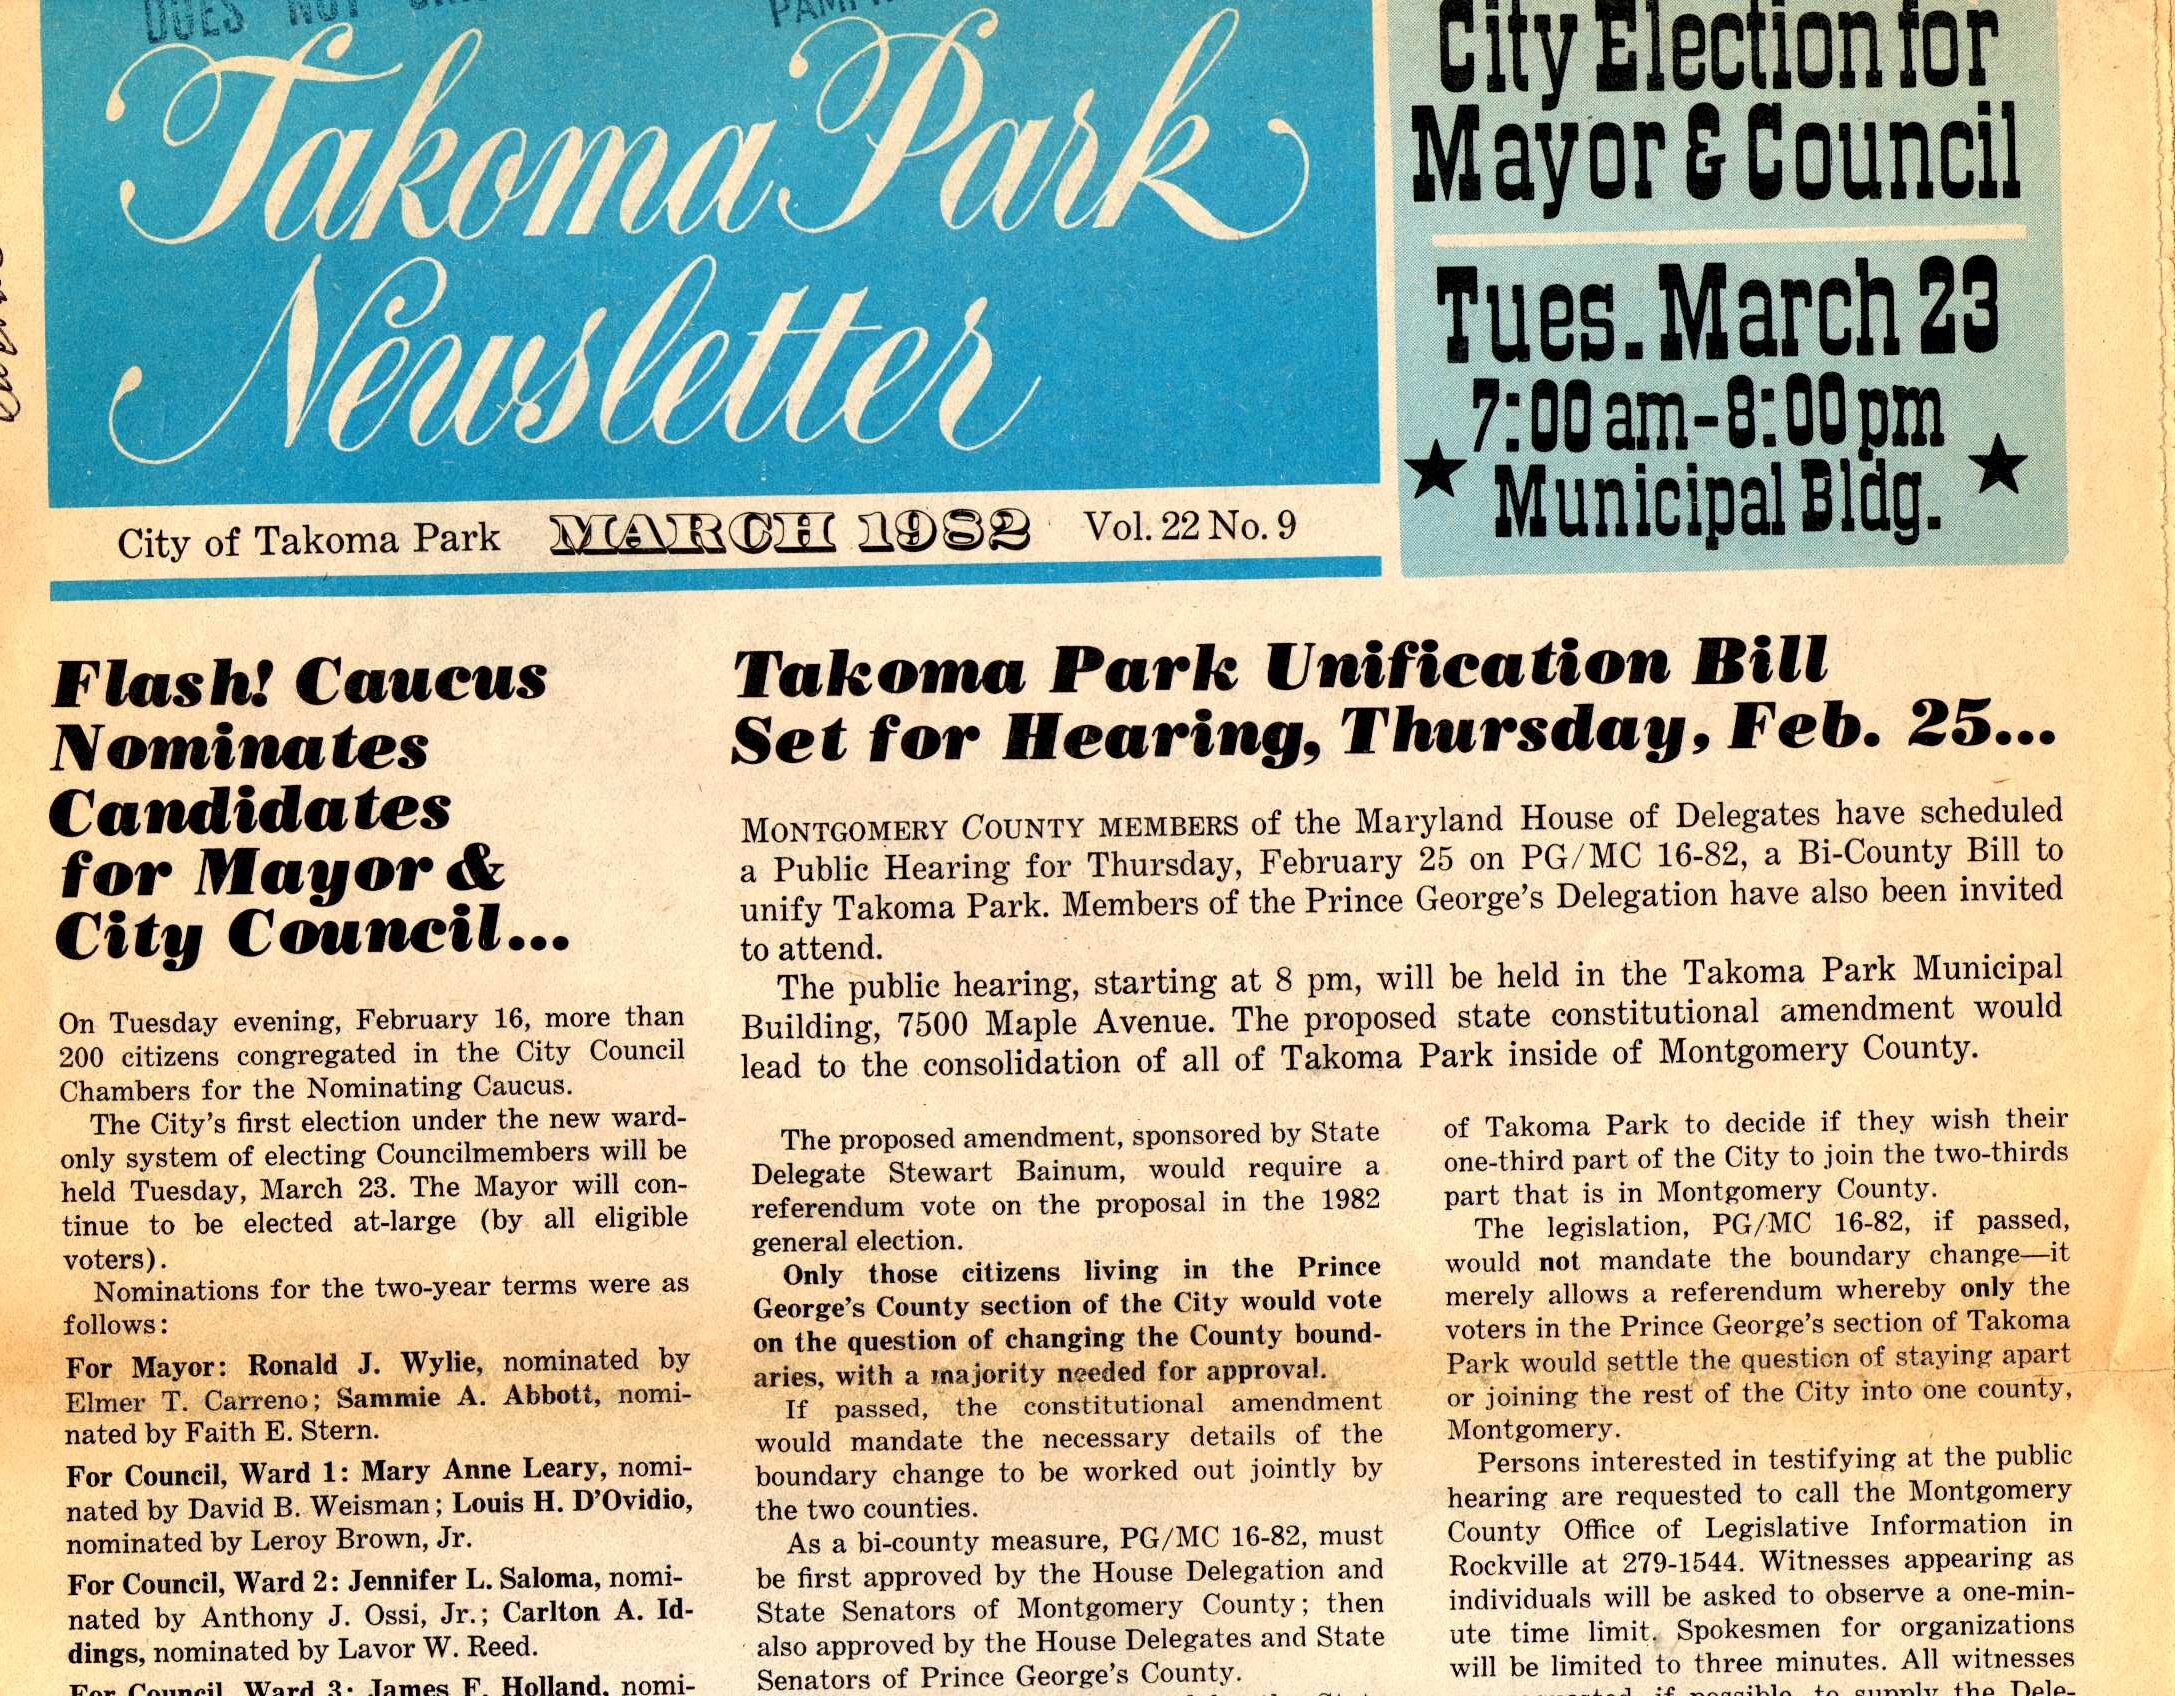 DOES NOT
Takoma Park
Newsletter
City of Takoma Park MARCH 1982 Vol. 22 No. 9
City Election for
Mayor & Council
Tues. March 23
7:00 am-8:00 pm
★ Municipal Bldg. ★
Flash! Caucus
Nominates
Candidates
for Mayor &
City Council...
On Tuesday evening, February 16, more than
200 citizens congregated in the City Council
Chambers for the Nominating Caucus.
The City's first election under the new ward-
only system of electing Councilmembers will be
held Tuesday, March 23. The Mayor will con-
tinue to be elected at-large (by all eligible
voters).
Nominations for the two-year terms were as
follows:
For Mayor: Ronald J. Wylie, nominated by
Elmer T. Carreno; Sammie A. Abbott, nomi-
nated by Faith E. Stern.
For Council, Ward 1: Mary Anne Leary, nomi-
nated by David B. Weisman; Louis H. D'Ovidio,
nominated by Leroy Brown, Jr.
For Council, Ward 2: Jennifer L. Saloma, nomi-
nated by Anthony J. Ossi, Jr.; Carlton A. Id-
dings, nominated by Lavor W. Reed.
For Council, Ward 3: James F. Holland, nomi-
Takoma Park Unification Bill
Set for Hearing, Thursday, Feb. 25...
MONTGOMERY COUNTY MEMBERS of the Maryland House of Delegates have scheduled
a Public Hearing for Thursday, February 25 on PG/MC 16-82, a Bi-County Bill to
unify Takoma Park. Members of the Prince George's Delegation have also been invited
to attend.
The public hearing, starting at 8 pm, will be held in the Takoma Park Municipal
Building, 7500 Maple Avenue. The proposed state constitutional amendment would
lead to the consolidation of all of Takoma Park inside of Montgomery County.
The proposed amendment, sponsored by State
Delegate Stewart Bainum, would require a
referendum vote on the proposal in the 1982
general election.
Only those citizens living in the Prince
George's County section of the City would vote
on the question of changing the County bound-
aries, with a majority needed for approval.
If passed, the constitutional amendment
would mandate the necessary details of the
boundary change to be worked out jointly by
the two counties.
As a bi-county measure, PG/MC 16-82, must
be first approved by the House Delegation and
State Senators of Montgomery County; then
also approved by the House Delegates and State
Senators of Prince George's County.
of Takoma Park to decide if they wish their
one-third part of the City to join the two-thirds
part that is in Montgomery County.
The legislation, PG/MC 16-82, if passed,
would not mandate the boundary change—it
merely allows a referendum whereby only the
voters in the Prince George's section of Takoma
Park would settle the question of staying apart
or joining the rest of the City into one county,
Montgomery.
Persons interested in testifying at the public
hearing are requested to call the Montgomery
County Office of Legislative Information in
Rockville at 279-1544. Witnesses appearing as
individuals will be asked to observe a one-min-
ute time limit. Spokesmen for organizations
will be limited to three minutes. All witnesses
if possible, to supply the Dele-